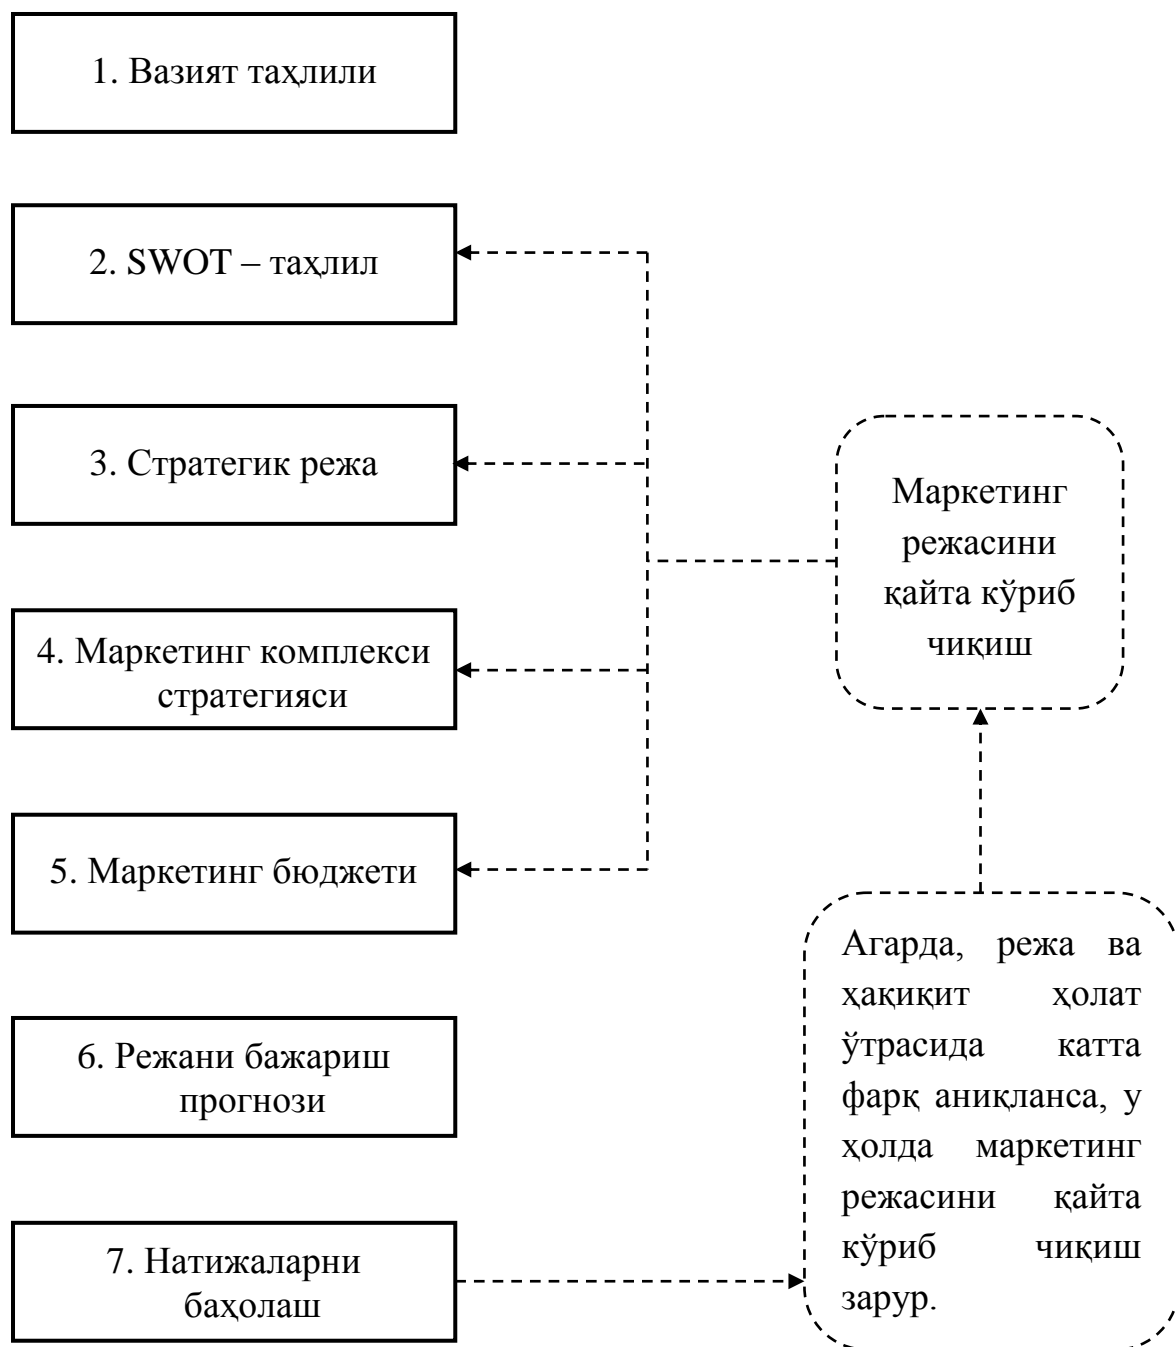 1. Вазият таҳлили
2. SWOT – таҳлил
3. Стратегик режа
4. Маркетинг комплекси
стратегияси
5. Маркетинг бюджети
6. Режани бажариш
прогнози
7. Натижаларни
баҳолаш
Маркетинг
режасини
қайта кўриб
чиқиш
Агарда, режа ва
ҳақиқит ҳолат
ўтрасида катта
фарқ аниқланса, у
ҳолда маркетинг
режасини қайта
кўриб чиқиш
зарур.